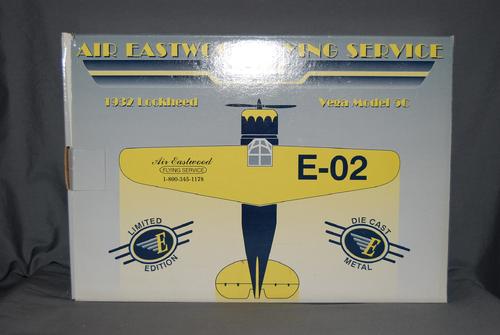 AIR EASTWOOD FLYING SERVICE
1932 Lockheed
Vega Model 5C
Air Eastwood
FLYING SERVICE
1-800-345-1178
E-02
LIMITED
E
EDITION
DIE CAST
E
METAL